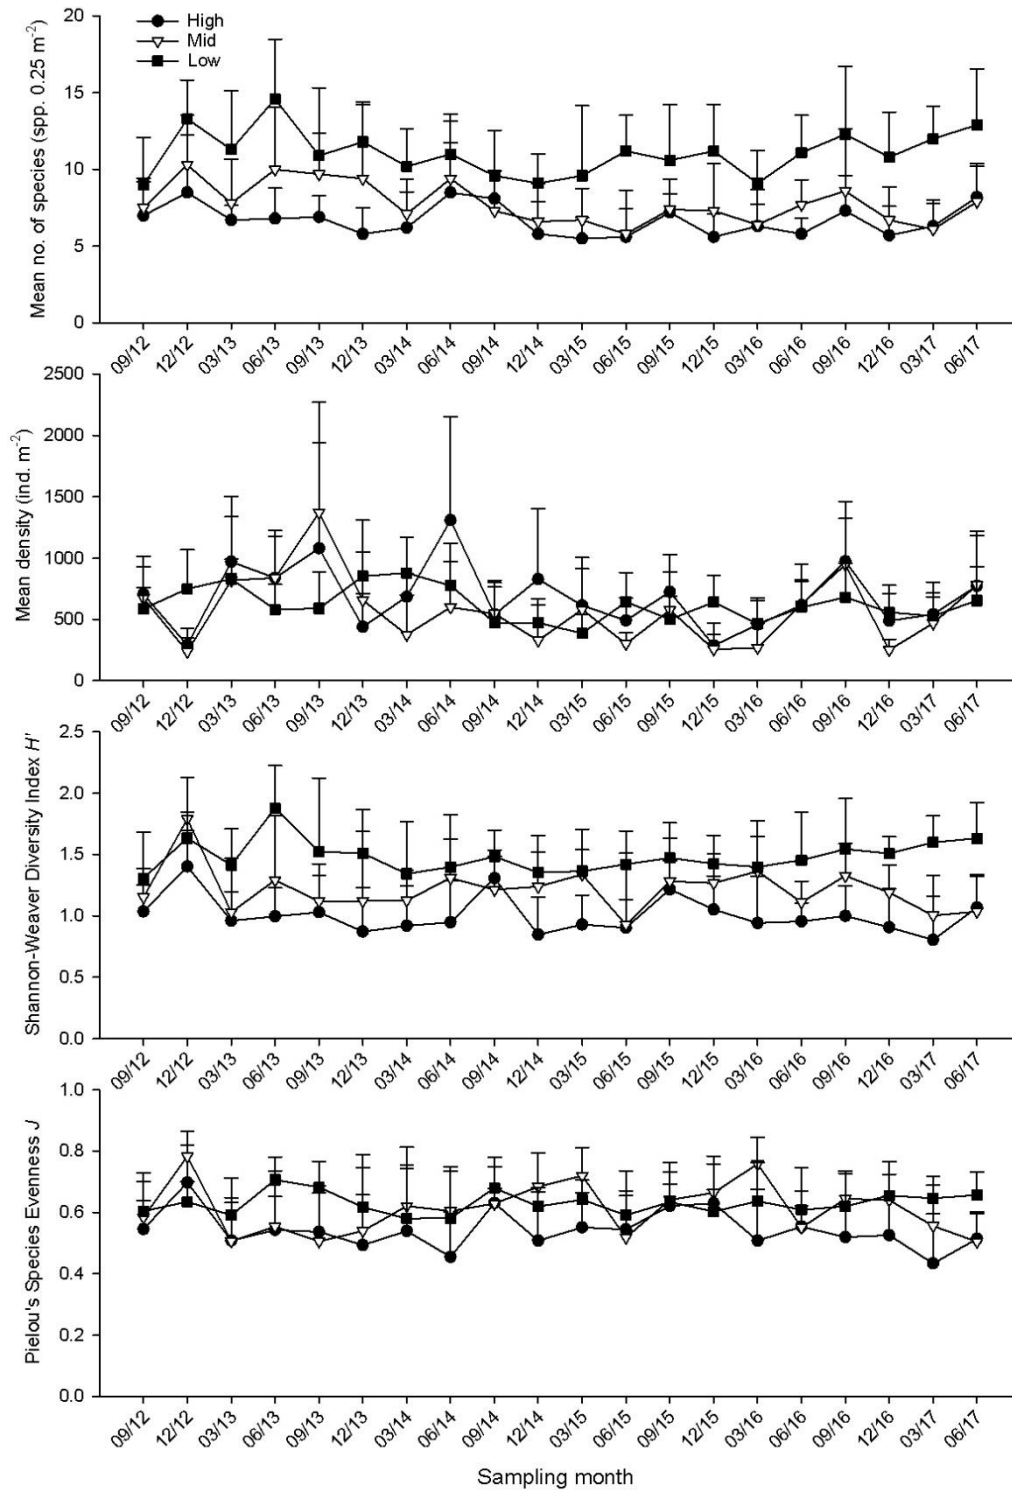 High
Mid
Low
Mean no. of species (spp. 0.25 m⁻²)
20
15
10
5
0
09/12 12/12 03/13 06/13 09/13 12/13 03/14 06/14 09/14 12/14 03/15 06/15 09/15 12/15 03/16 06/16 09/16 12/16 03/17 06/17
Mean density (ind. m⁻²)
2500
2000
1500
1000
500
0
09/12 12/12 03/13 06/13 09/13 12/13 03/14 06/14 09/14 12/14 03/15 06/15 09/15 12/15 03/16 06/16 09/16 12/16 03/17 06/17
Shannon-Weaver Diversity Index H'
2.5
2.0
1.5
1.0
0.5
0.0
09/12 12/12 03/13 06/13 09/13 12/13 03/14 06/14 09/14 12/14 03/15 06/15 09/15 12/15 03/16 06/16 09/16 12/16 03/17 06/17
Pielou's Species Evenness J
1.0
0.8
0.6
0.4
0.2
0.0
09/12 12/12 03/13 06/13 09/13 12/13 03/14 06/14 09/14 12/14 03/15 06/15 09/15 12/15 03/16 06/16 09/16 12/16 03/17 06/17
Sampling month